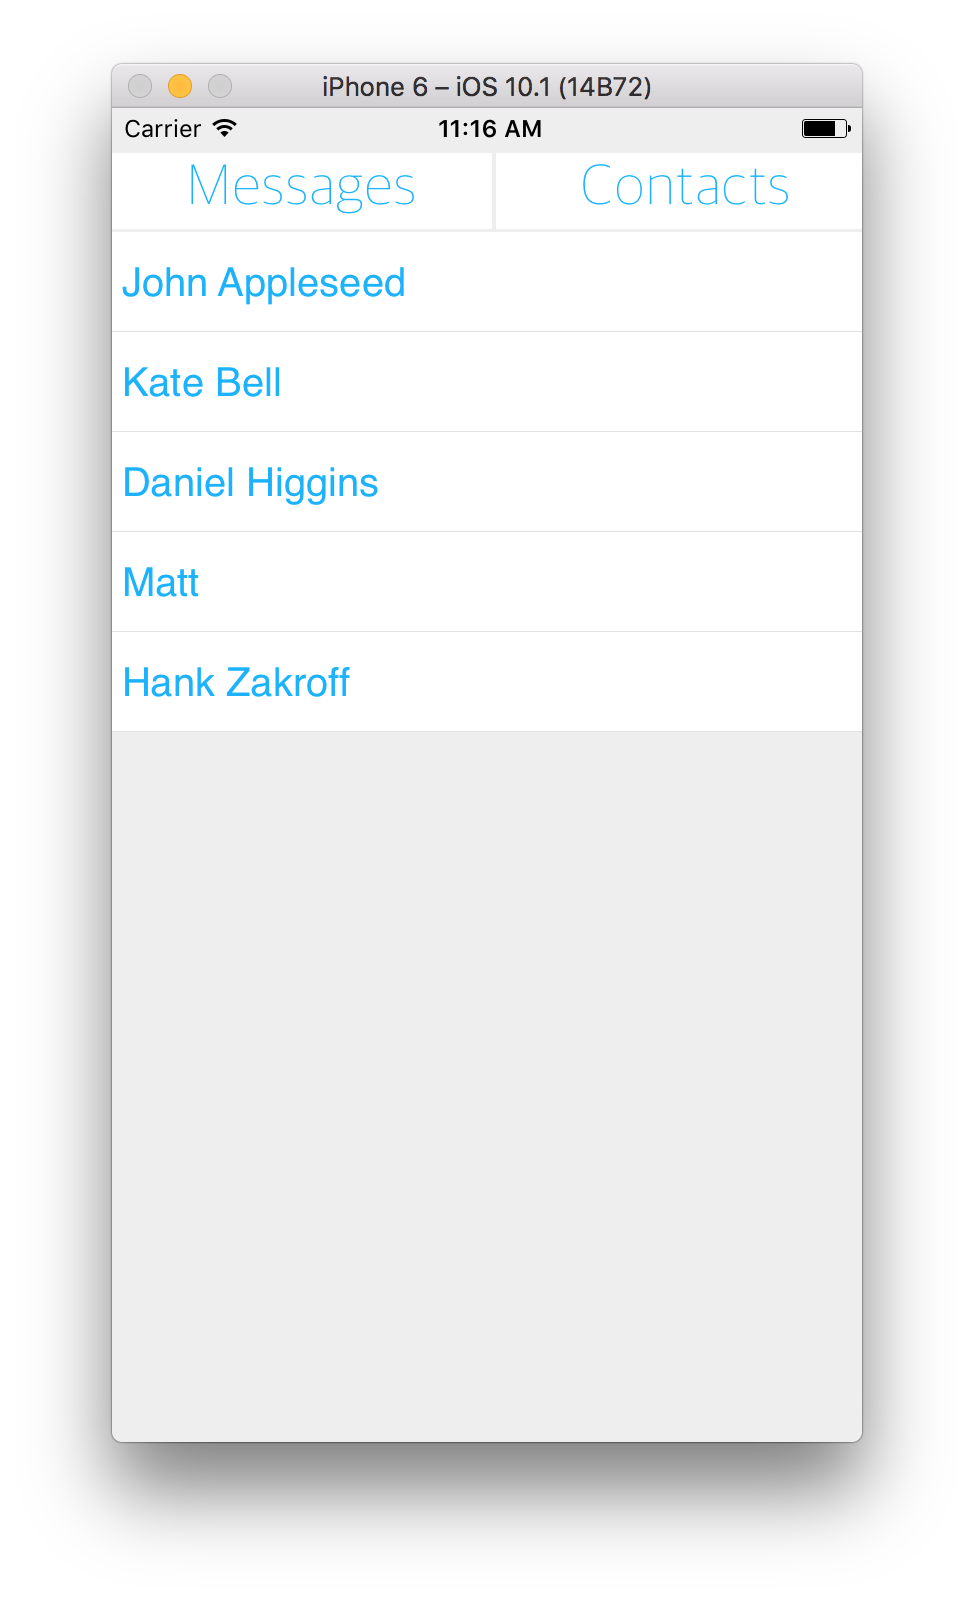 iPhone 6 – iOS 10.1 (14B72)
Carrier 11:16 AM
Messages Contacts
John Appleseed
Kate Bell
Daniel Higgins
Matt
Hank Zakroff